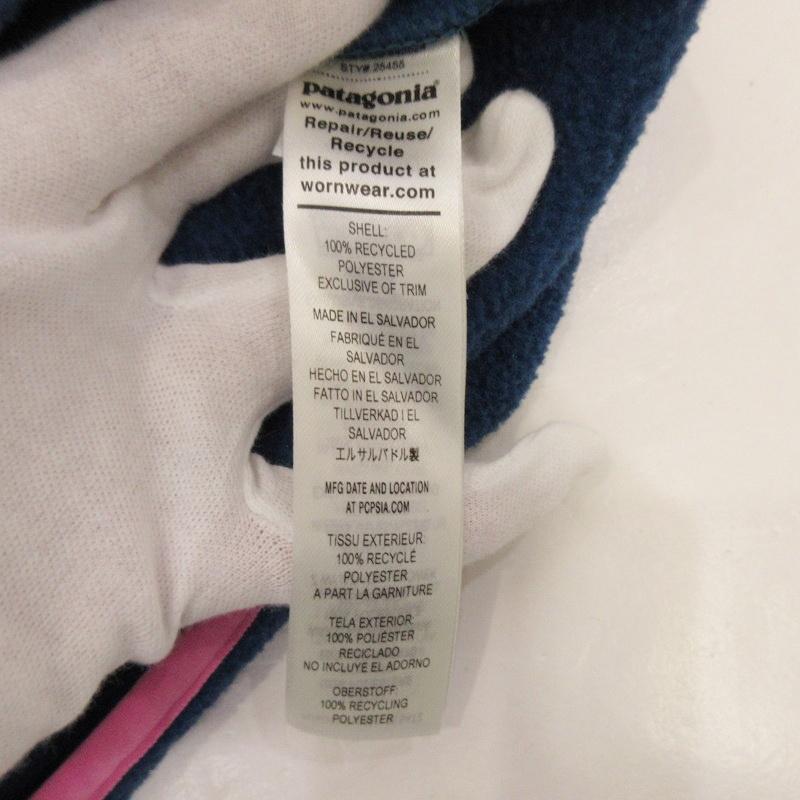 STY#.25455
patagonia®
www.patagonia.com
Repair/Reuse/
Recycle
this product at
wornwear.com
SHELL:
100% RECYCLED
POLYESTER
EXCLUSIVE OF TRIM
MADE IN EL SALVADOR
FABRIQUÉ EN EL
SALVADOR
HECHO EN EL SALVADOR
FATTO IN EL SALVADOR
TILLVERKAD I EL
SALVADOR
エルサルバドル製
MFG DATE AND LOCATION
AT PCPSIA.COM
TISSU EXTERIEUR:
100% RECYCLÉ
POLYESTER
A PART LA GARNITURE
TELA EXTERIOR:
100% POLIÉSTER
RECICLADO
NO INCLUYE EL ADORNO
OBERSTOFF:
100% RECYCLING
POLYESTER